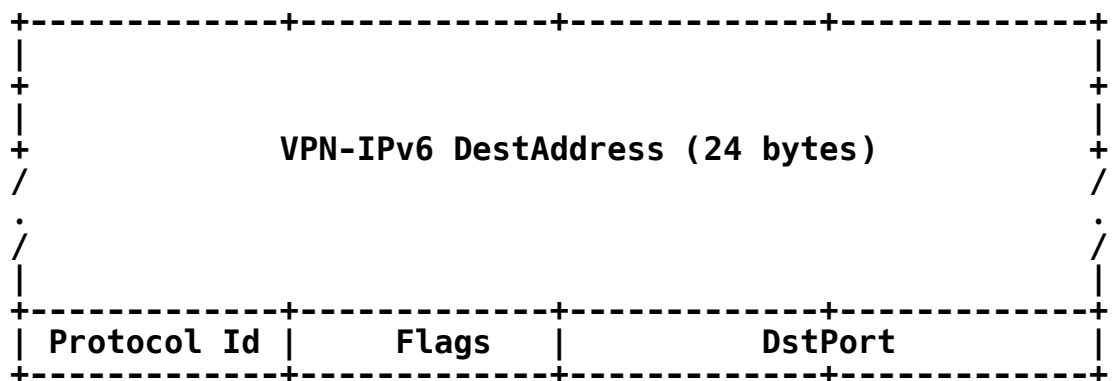 VPN-IPv6 DestAddress (24 bytes)
Protocol Id | Flags | DstPort